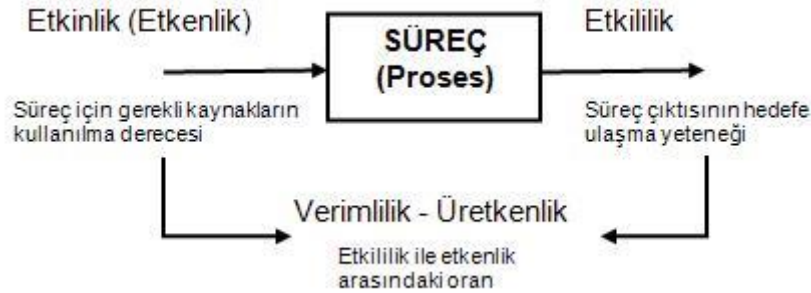 Etkinlik (Etkenlik)
SÜREÇ
(Proses)
Etkililik
Süreç için gerekli kaynakların
kullanılma derecesi
Süreç çıktısının hedefe
ulaşma yeteneği
Verimlilik - Üretkenlik
Etkililik ile etkenlik
arasındaki oran